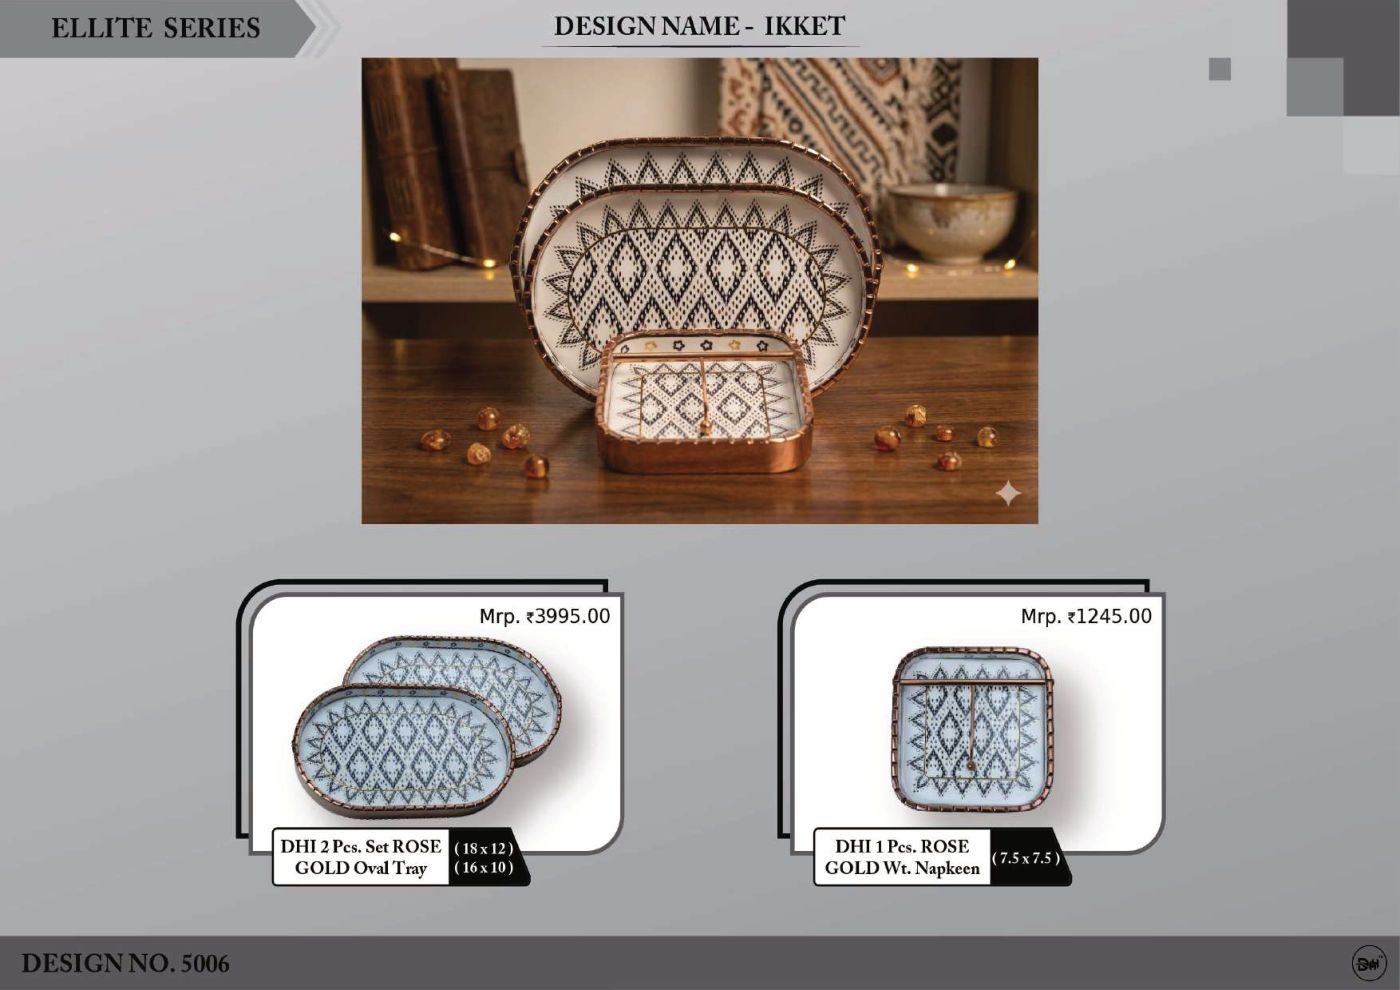 ELLITE SERIES
DESIGN NAME - IKKET
Mrp. ₹3995.00
DHI 2 Pcs. Set ROSE
GOLD Oval Tray
( 18 x 12 )
( 16 x 10 )
Mrp. ₹1245.00
DHI 1 Pcs. ROSE
GOLD Wt. Napkeen
( 7.5 x 7.5 )
DESIGN NO. 5006
DHI